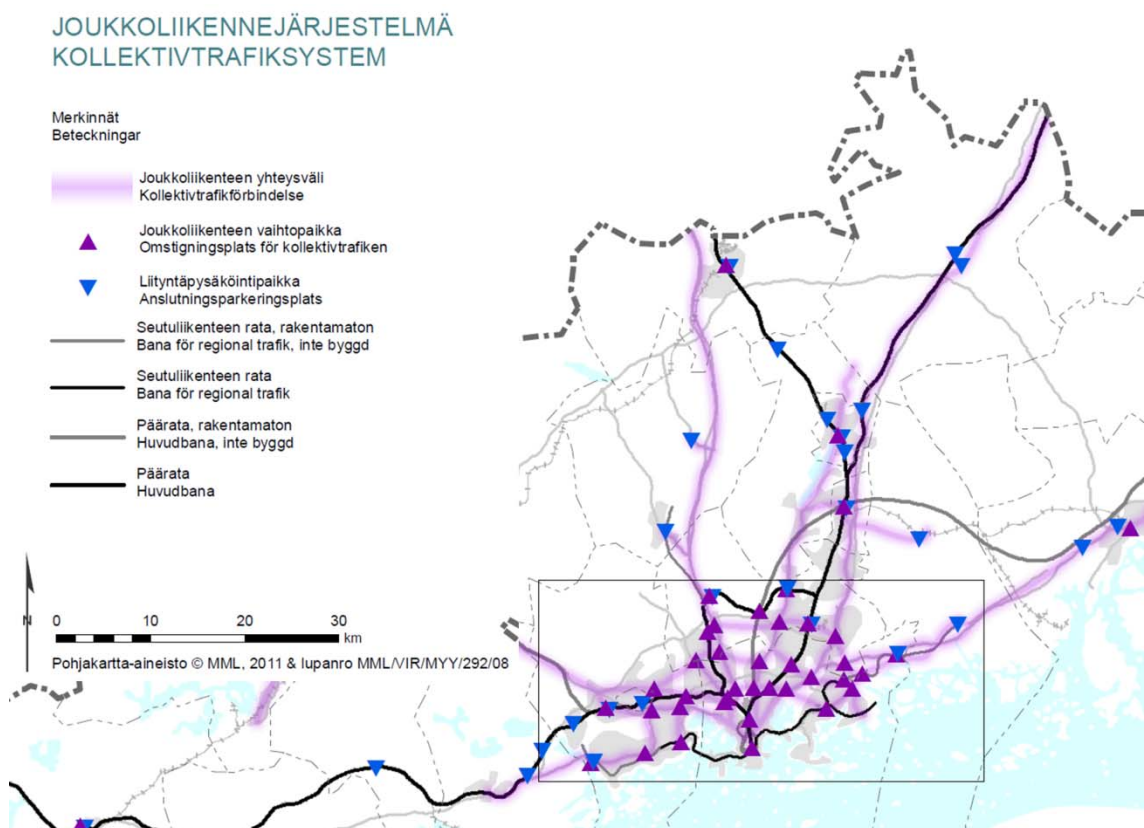 JOUKKOLIIKENNEJÄRJESTELMÄ
KOLLEKTIVTRAFIKSYSTEM
Merkinnät
Beteckningar
Joukkoliikenteen yhteysväli
Kollektivtrafikförbindelse
Joukkoliikenteen vaihtopaikka
Omstigningsplats för kollektivtrafiken
Liityntäpysäköintipaikka
Anslutningsparkeringsplats
Seutuliikenteen rata, rakentamaton
Bana för regional trafik, inte byggd
Seutuliikenteen rata
Bana för regional trafik
Päärata, rakentamaton
Huvudbana, inte byggd
Päärata
Huvudbana
N
0 10 20 30
km
Pohjakartta-aineisto © MML, 2011 & lupanro MML/VIR/MYY/292/08